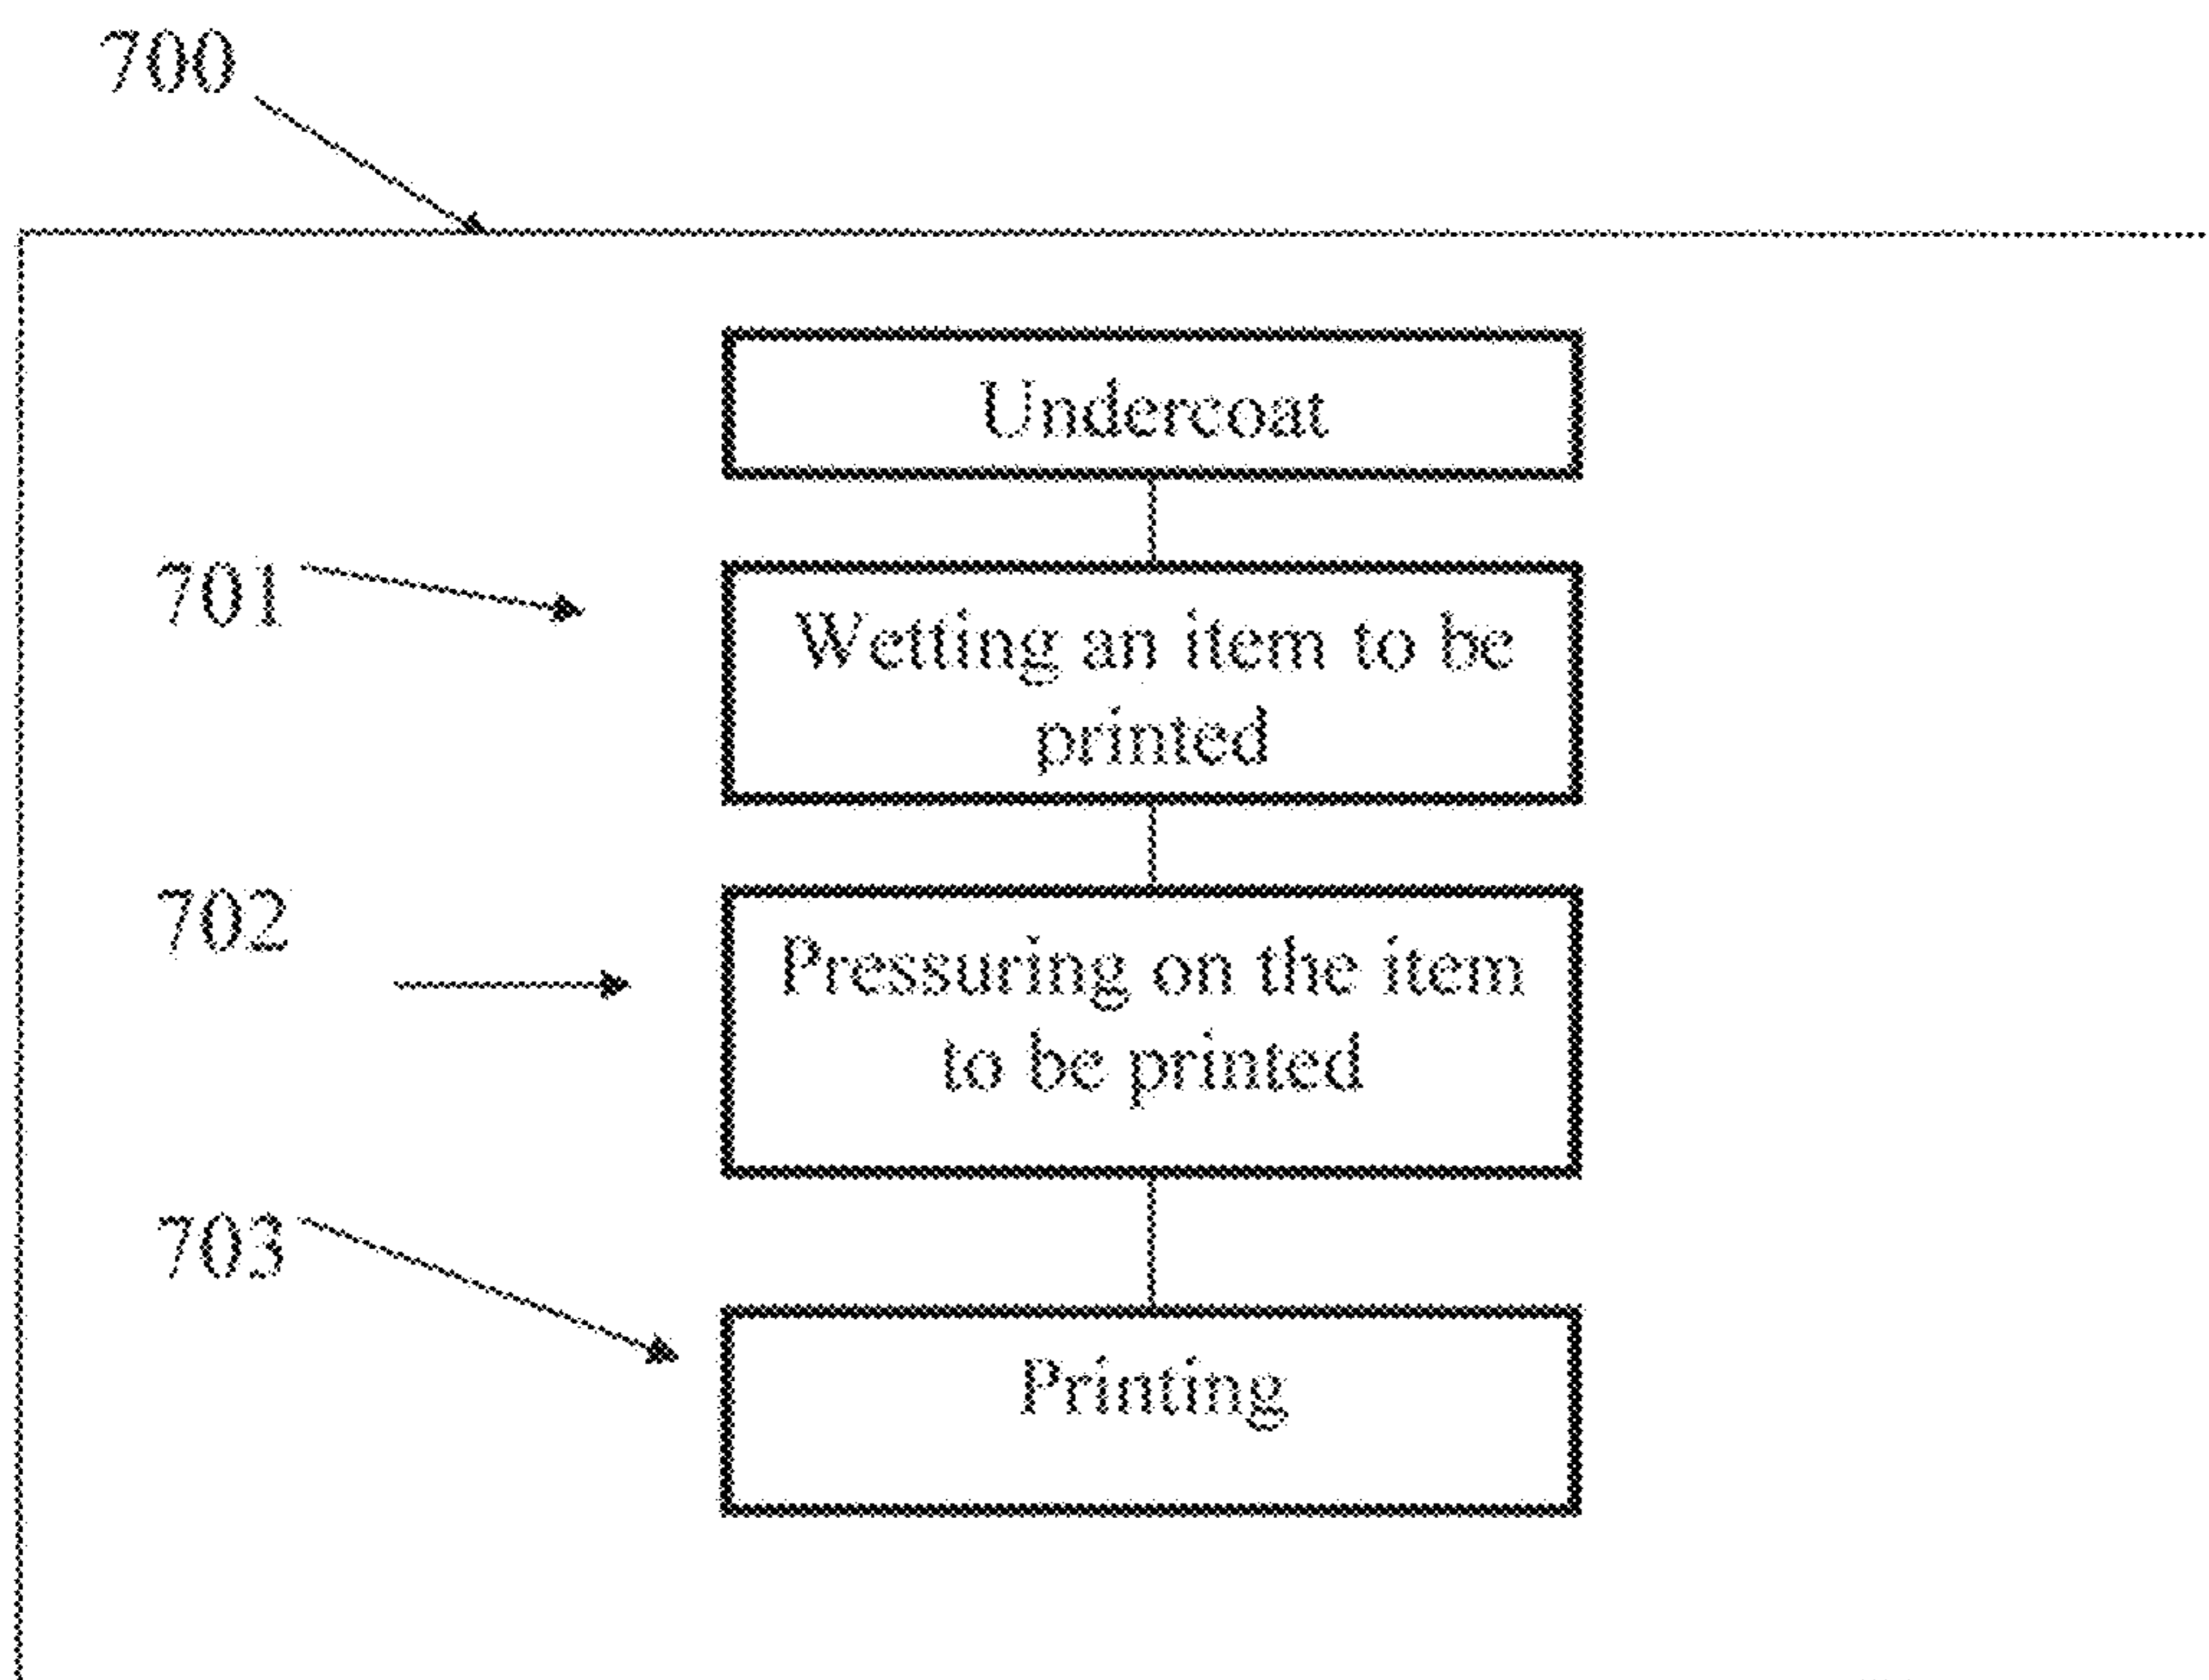 700
Undercoat
701
Wetting an item to be
printed
702
Pressuring on the item
to be printed
703
Printing